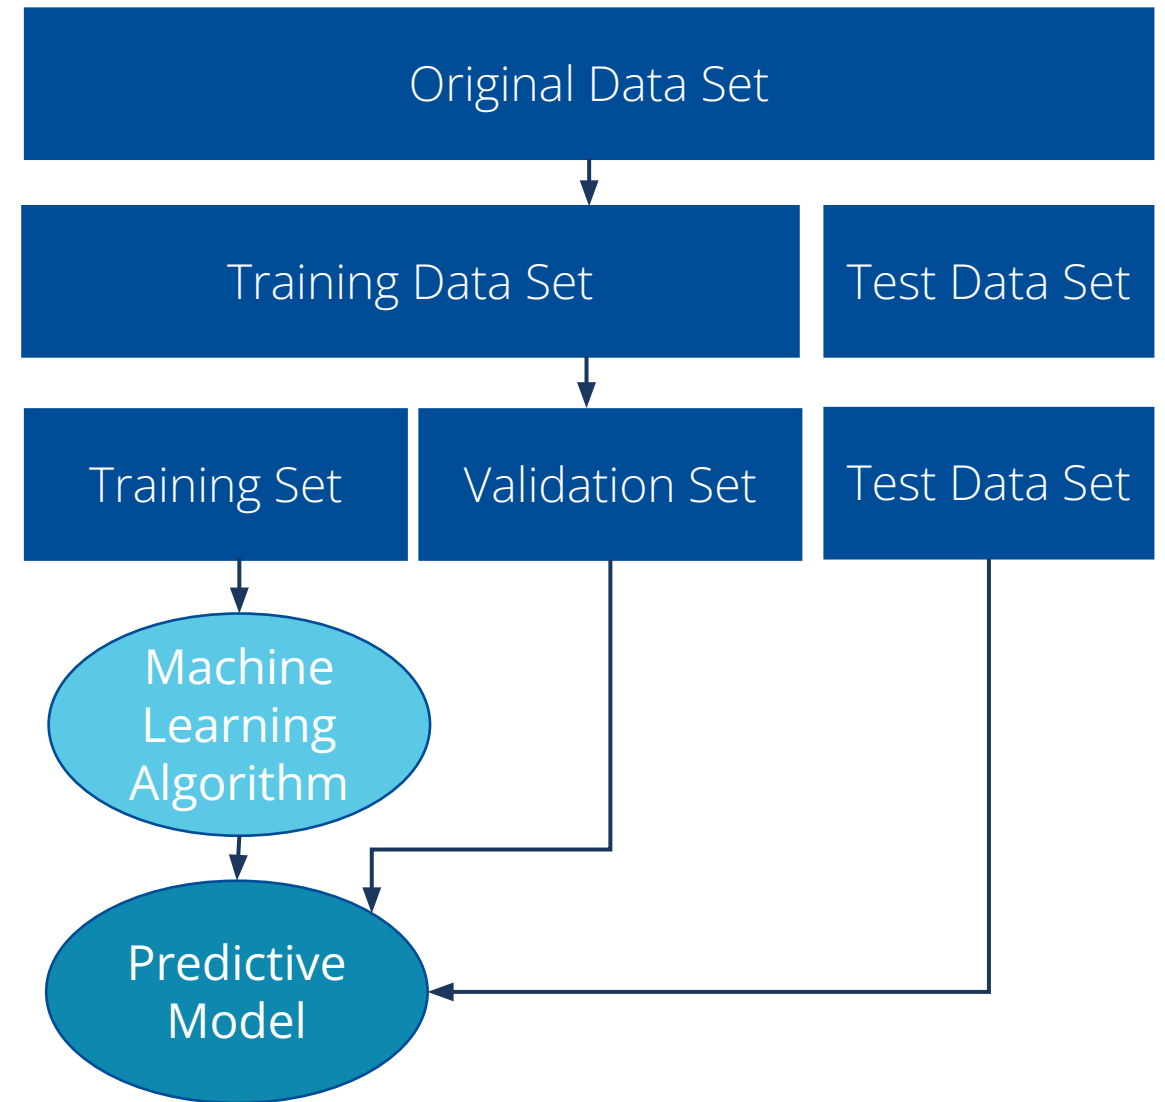 Original Data Set
Training Data Set
Test Data Set
Training Set
Validation Set
Test Data Set
Machine
Learning
Algorithm
Predictive
Model